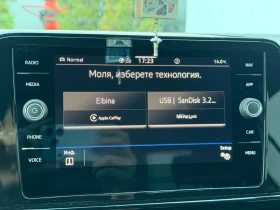 Normal
17:23
14.0
RADIO
NAV
Моля, изберете технология.
MEDIA
APP
Elbina
USB | SanDisk 3.2...
Apple CarPlay
MirrorLink
PHONE
MENU
VOICE
Инф.
Setup